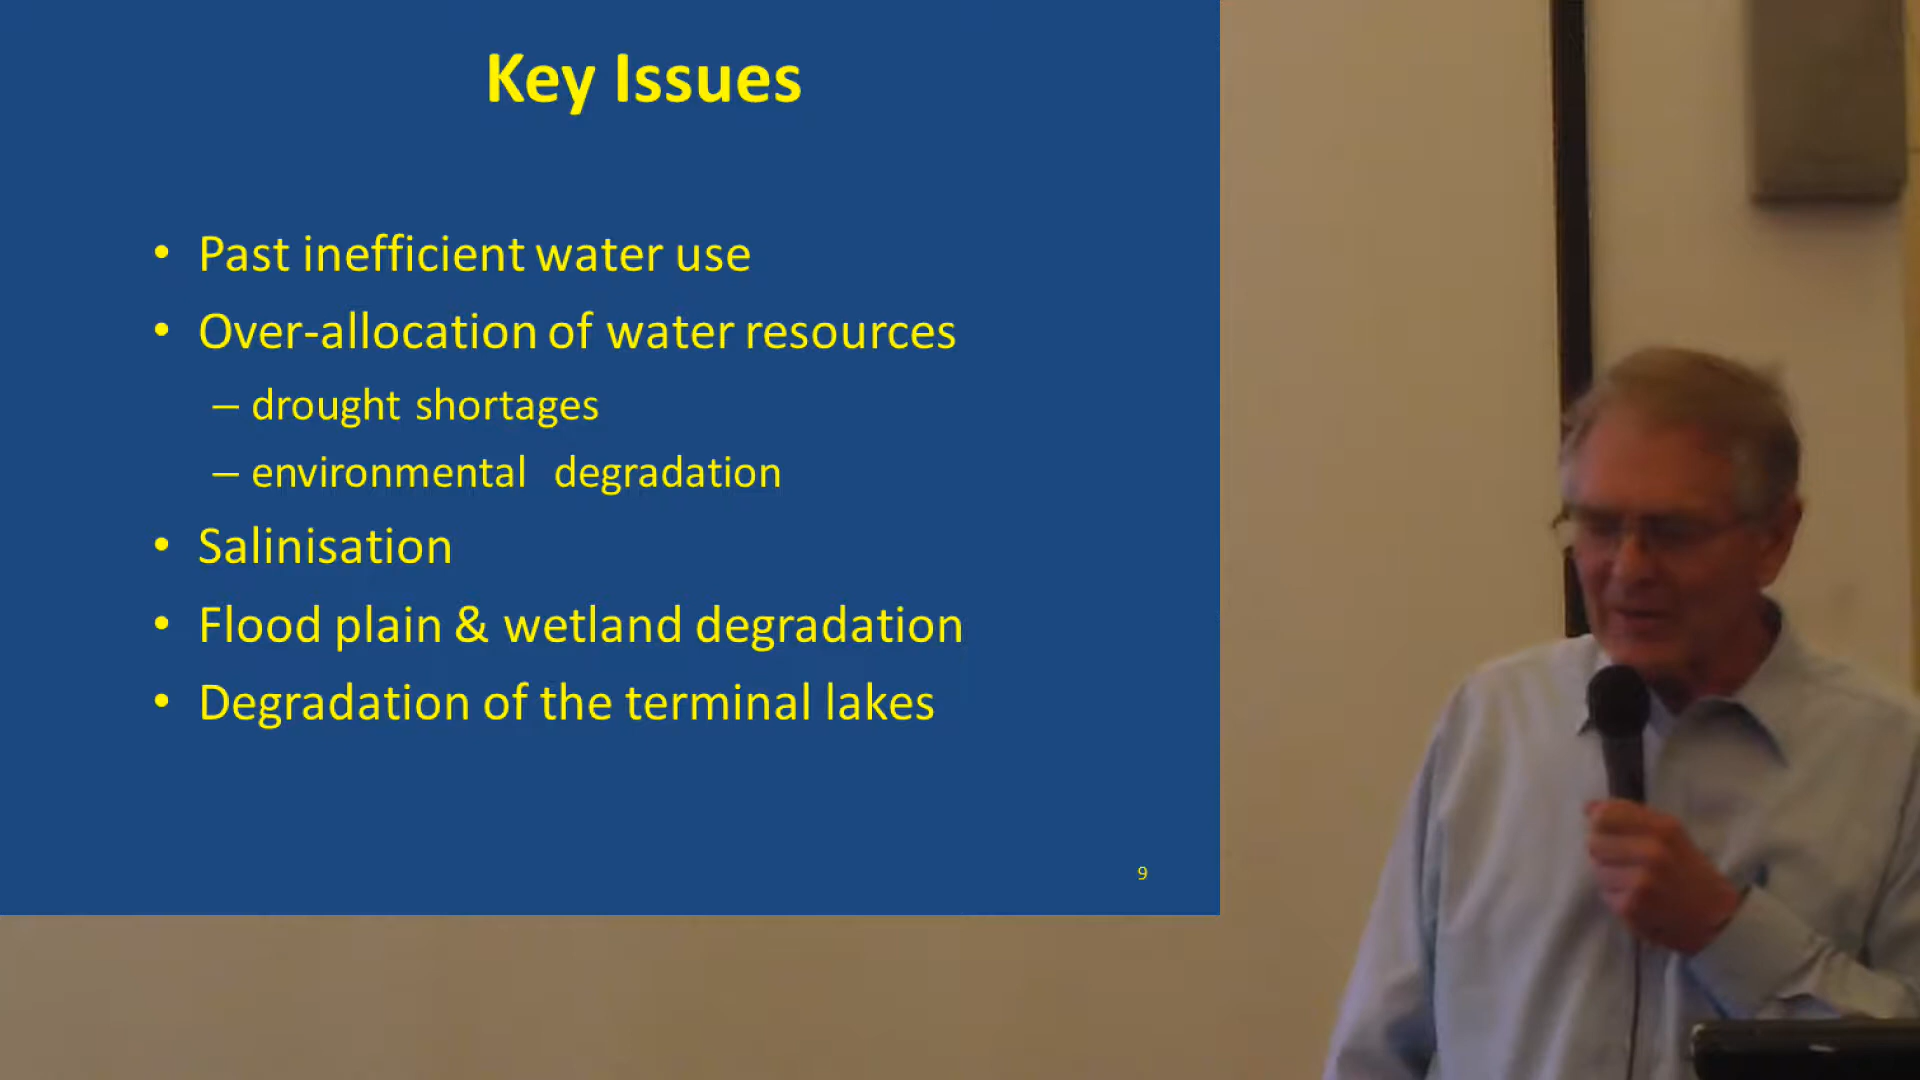 Key Issues
• Past inefficient water use
• Over-allocation of water resources
– drought shortages
– environmental degradation
• Salinisation
• Flood plain & wetland degradation
• Degradation of the terminal lakes
9